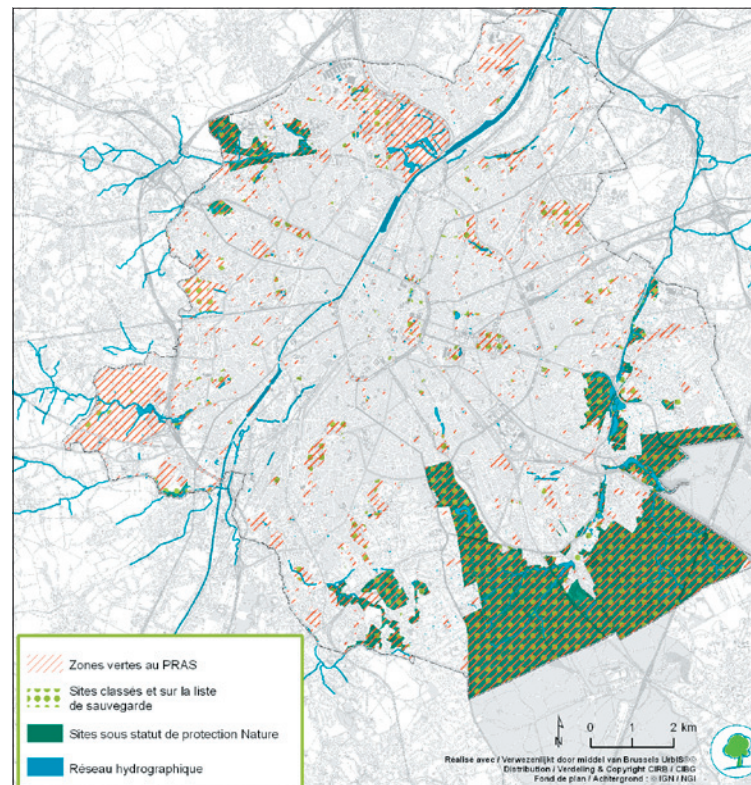 Zones vertes au PRAS
Sites classés et sur la liste
de sauvegarde
Sites sous statut de protection Nature
Réseau hydrographique
N
0 1 2 km
Réalisé avec / Verwezenlijkt door middel van Brussels UrbIS®©
Distribution / Verdeling & Copyright CIRB / CIBG
Fond de plan / Achtergrond : © IGN / NGI